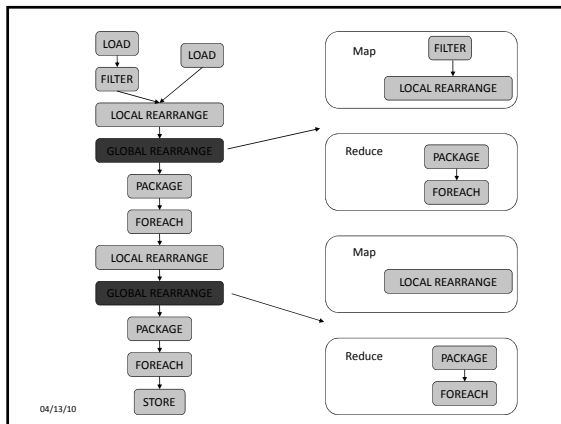 LOAD
LOAD
FILTER
LOCAL REARRANGE
GLOBAL REARRANGE
PACKAGE
FOREACH
LOCAL REARRANGE
GLOBAL REARRANGE
PACKAGE
FOREACH
STORE
04/13/10
Map
FILTER
LOCAL REARRANGE
Reduce
PACKAGE
FOREACH
Map
LOCAL REARRANGE
Reduce
PACKAGE
FOREACH